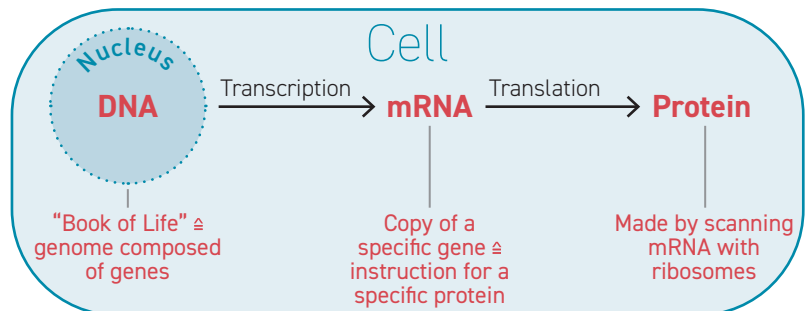 Cell
Nucleus
DNA
Transcription
mRNA
Translation
Protein
“Book of Life” ≙
genome composed
of genes
Copy of a
specific gene ≙
instruction for a
specific protein
Made by scanning
mRNA with
ribosomes